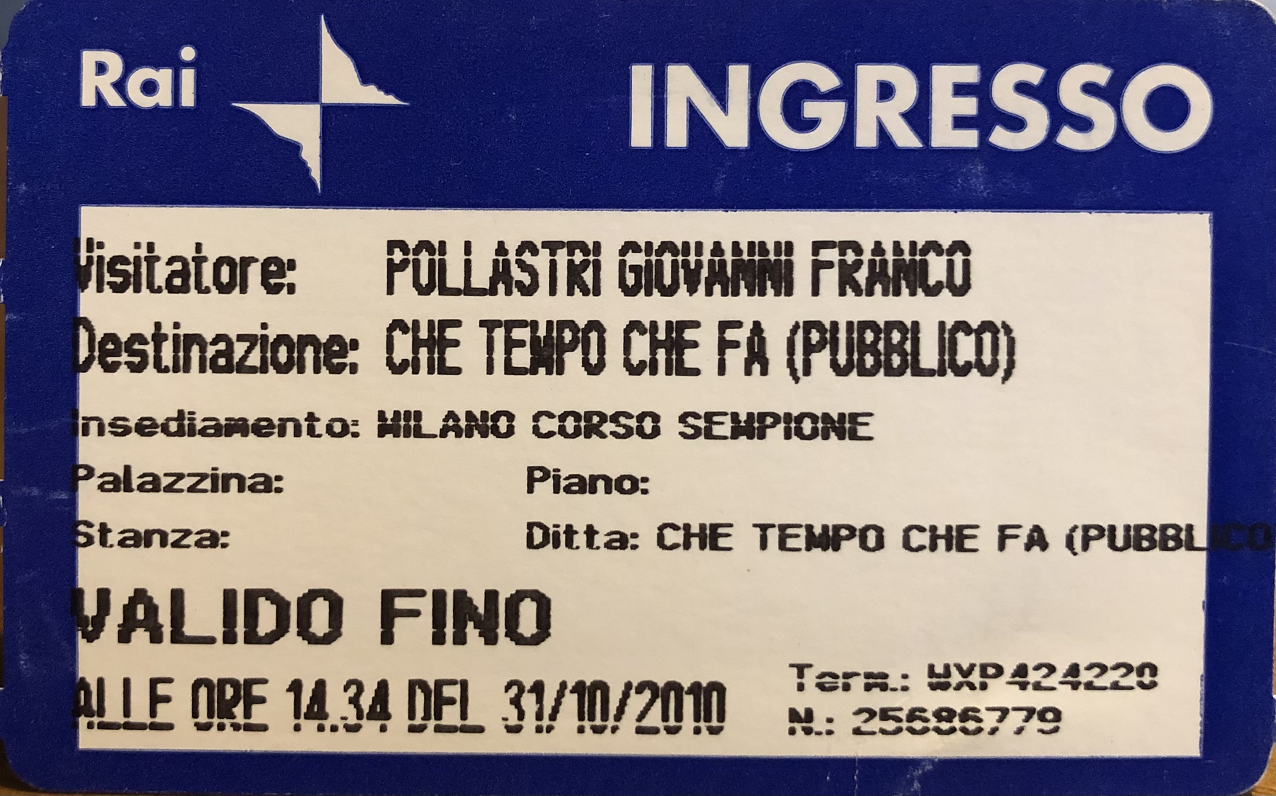 Rai INGRESSO
Visitatore: POLLASTRI GIOVANNI FRANCO
Destinazione: CHE TEMPO CHE FA (PUBBLICO)
Insediamento: MILANO CORSO SEMPIONE
Palazzina: Piano:
Stanza: Ditta: CHE TEMPO CHE FA (PUBBLICO
VALIDO FINO
ALLE ORE 14.34 DEL 31/10/2010
Term.: WXP424220
N.: 25686779